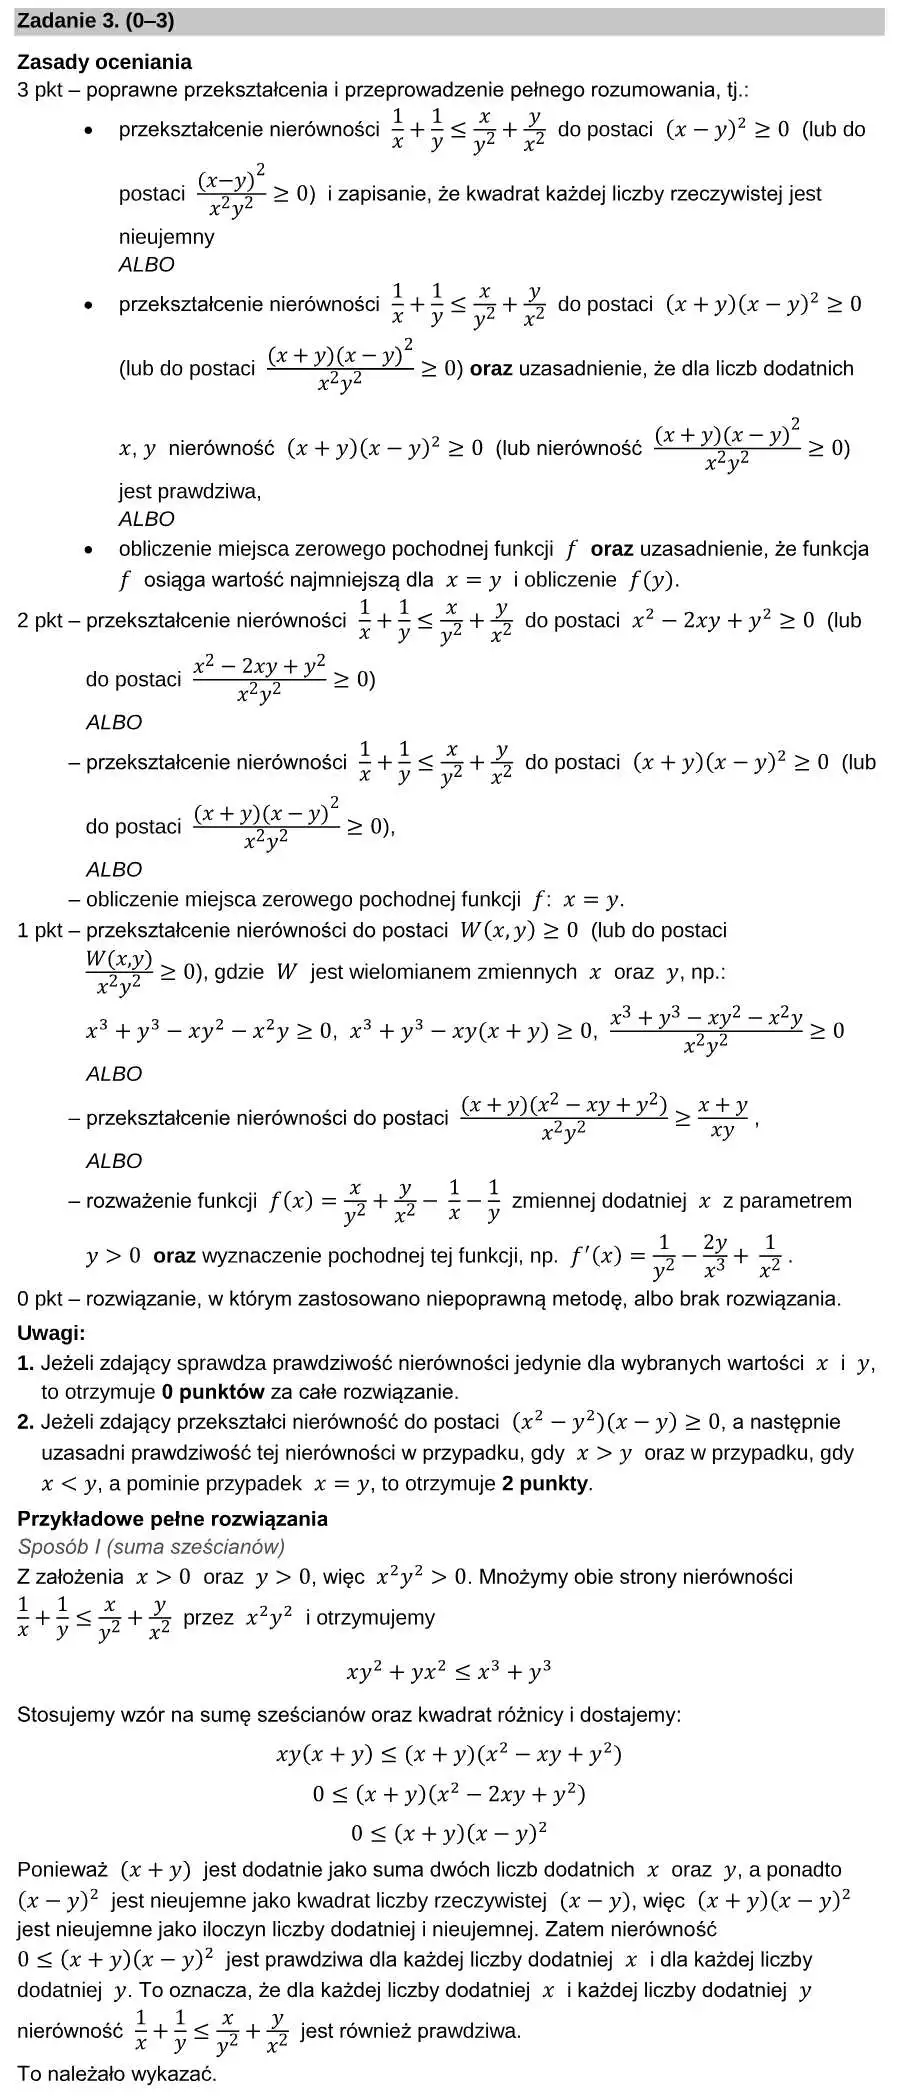 Zadanie 3. (0–3)
Zasady oceniania
3 pkt – poprawne przekształcenia i przeprowadzenie pełnego rozumowania, tj.:
• przekształcenie nierówności 1/x + 1/y ≤ x/y² + y/x² do postaci (x − y)² ≥ 0 (lub do
postaci (x−y)²/x²y² ≥ 0) i zapisanie, że kwadrat każdej liczby rzeczywistej jest
nieujemny
ALBO
• przekształcenie nierówności 1/x + 1/y ≤ x/y² + y/x² do postaci (x + y)(x − y)² ≥ 0
(lub do postaci (x + y)(x − y)²/x²y² ≥ 0) oraz uzasadnienie, że dla liczb dodatnich
x, y nierówność (x + y)(x − y)² ≥ 0 (lub nierówność (x + y)(x − y)²/x²y² ≥ 0)
jest prawdziwa,
ALBO
• obliczenie miejsca zerowego pochodnej funkcji f oraz uzasadnienie, że funkcja
f osiąga wartość najmniejszą dla x = y i obliczenie f(y).
2 pkt – przekształcenie nierówności 1/x + 1/y ≤ x/y² + y/x² do postaci x² − 2xy + y² ≥ 0 (lub
do postaci x² − 2xy + y²/x²y² ≥ 0)
ALBO
– przekształcenie nierówności 1/x + 1/y ≤ x/y² + y/x² do postaci (x + y)(x − y)² ≥ 0 (lub
do postaci (x + y)(x − y)²/x²y² ≥ 0),
ALBO
– obliczenie miejsca zerowego pochodnej funkcji f: x = y.
1 pkt – przekształcenie nierówności do postaci W(x, y) ≥ 0 (lub do postaci
W(x,y)/x²y² ≥ 0), gdzie W jest wielomianem zmiennych x oraz y, np.:
x³ + y³ − xy² − x²y ≥ 0, x³ + y³ − xy(x + y) ≥ 0, x³ + y³ − xy² − x²y/x²y² ≥ 0
ALBO
– przekształcenie nierówności do postaci (x + y)(x² − xy + y²)/x²y² ≥ x + y/xy ,
ALBO
– rozważenie funkcji f(x) = x/y² + y/x² − 1/x − 1/y zmiennej dodatniej x z parametrem
y > 0 oraz wyznaczenie pochodnej tej funkcji, np. f′(x) = 1/y² − 2y/x³ + 1/x² .
0 pkt – rozwiązanie, w którym zastosowano niepoprawną metodę, albo brak rozwiązania.
Uwagi:
1. Jeżeli zdający sprawdza prawdziwość nierówności jedynie dla wybranych wartości x i y,
to otrzymuje 0 punktów za całe rozwiązanie.
2. Jeżeli zdający przekształci nierówność do postaci (x² − y²)(x − y) ≥ 0, a następnie
uzasadni prawdziwość tej nierówności w przypadku, gdy x > y oraz w przypadku, gdy
x < y, a pominie przypadek x = y, to otrzymuje 2 punkty.
Przykładowe pełne rozwiązania
Sposób I (suma sześcianów)
Z założenia x > 0 oraz y > 0, więc x²y² > 0. Mnożymy obie strony nierówności
1/x + 1/y ≤ x/y² + y/x² przez x²y² i otrzymujemy
xy² + yx² ≤ x³ + y³
Stosujemy wzór na sumę sześcianów oraz kwadrat różnicy i dostajemy:
xy(x + y) ≤ (x + y)(x² − xy + y²)
0 ≤ (x + y)(x² − 2xy + y²)
0 ≤ (x + y)(x − y)²
Ponieważ (x + y) jest dodatnie jako suma dwóch liczb dodatnich x oraz y, a ponadto
(x − y)² jest nieujemne jako kwadrat liczby rzeczywistej (x − y), więc (x + y)(x − y)²
jest nieujemne jako iloczyn liczby dodatniej i nieujemnej. Zatem nierówność
0 ≤ (x + y)(x − y)² jest prawdziwa dla każdej liczby dodatniej x i dla każdej liczby
dodatniej y. To oznacza, że dla każdej liczby dodatniej x i każdej liczby dodatniej y
nierówność 1/x + 1/y ≤ x/y² + y/x² jest również prawdziwa.
To należało wykazać.